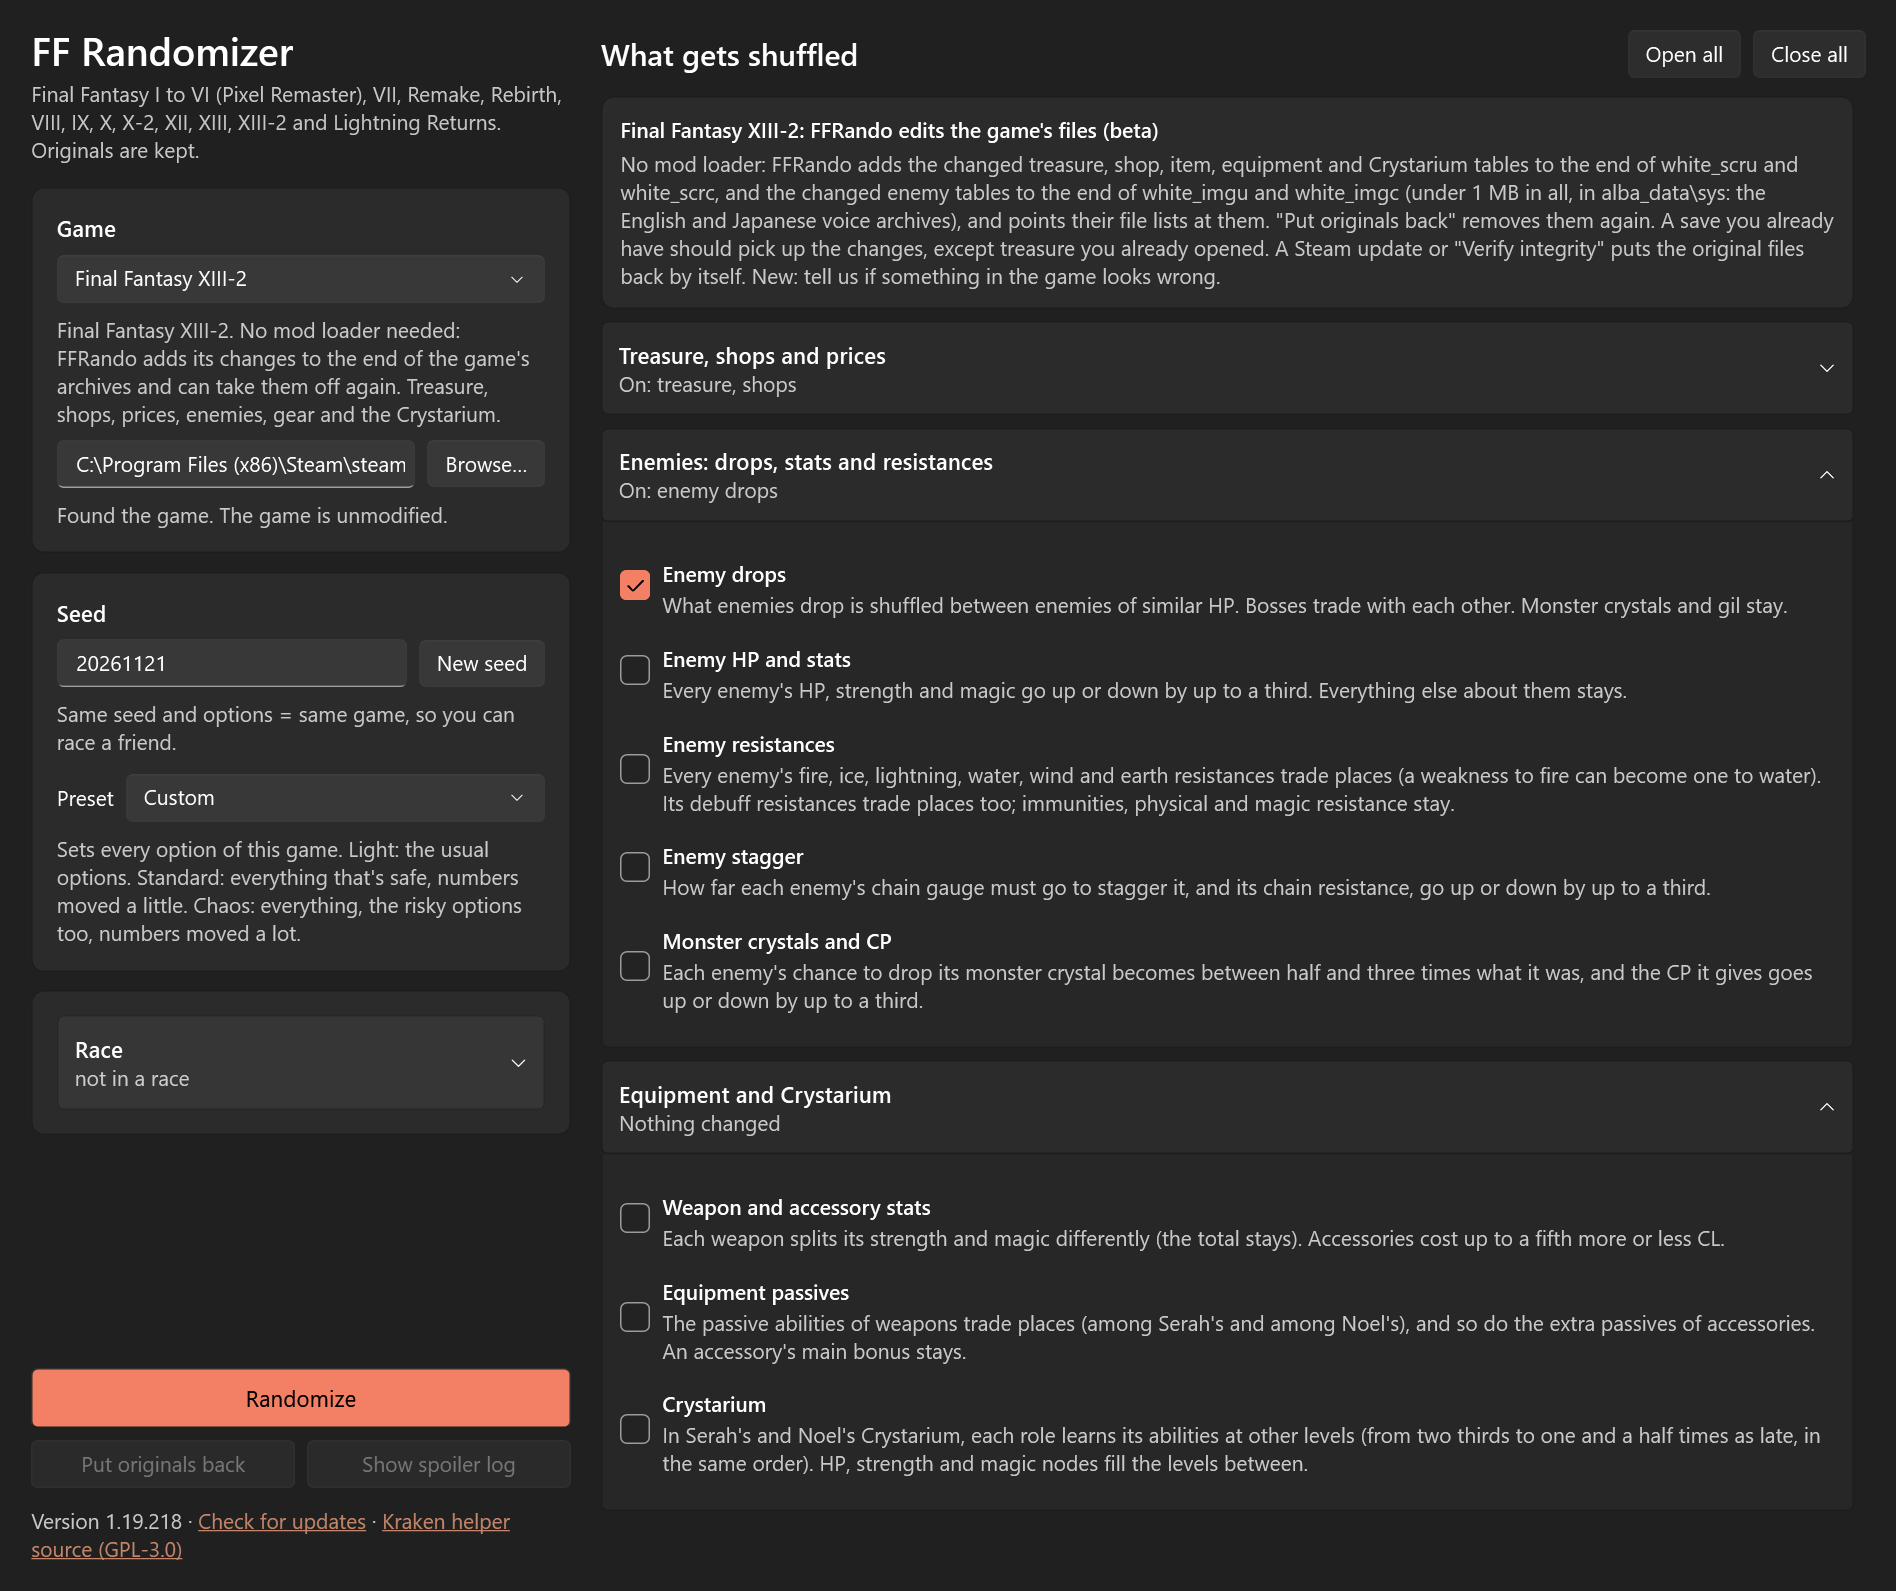 FF Randomizer
Final Fantasy I to VI (Pixel Remaster), VII, Remake, Rebirth,
VIII, IX, X, X-2, XII, XIII, XIII-2 and Lightning Returns.
Originals are kept.
Game
Final Fantasy XIII-2
Final Fantasy XIII-2. No mod loader needed:
FFRando adds its changes to the end of the game's
archives and can take them off again. Treasure,
shops, prices, enemies, gear and the Crystarium.
C:\Program Files (x86)\Steam\steam
Browse...
Found the game. The game is unmodified.
Seed
20261121
New seed
Same seed and options = same game, so you can
race a friend.
Preset
Custom
Sets every option of this game. Light: the usual
options. Standard: everything that's safe, numbers
moved a little. Chaos: everything, the risky options
too, numbers moved a lot.
Race
not in a race
Randomize
Put originals back
Show spoiler log
Version 1.19.218 · Check for updates · Kraken helper
source (GPL-3.0)
What gets shuffled
Open all
Close all
Final Fantasy XIII-2: FFRando edits the game's files (beta)
No mod loader: FFRando adds the changed treasure, shop, item, equipment and Crystarium tables to the end of white_scru and
white_scrc, and the changed enemy tables to the end of white_imgu and white_imgc (under 1 MB in all, in alba_data\sys: the
English and Japanese voice archives), and points their file lists at them. "Put originals back" removes them again. A save you already
have should pick up the changes, except treasure you already opened. A Steam update or "Verify integrity" puts the original files
back by itself. New: tell us if something in the game looks wrong.
Treasure, shops and prices
On: treasure, shops
Enemies: drops, stats and resistances
On: enemy drops
Enemy drops
What enemies drop is shuffled between enemies of similar HP. Bosses trade with each other. Monster crystals and gil stay.
Enemy HP and stats
Every enemy's HP, strength and magic go up or down by up to a third. Everything else about them stays.
Enemy resistances
Every enemy's fire, ice, lightning, water, wind and earth resistances trade places (a weakness to fire can become one to water).
Its debuff resistances trade places too; immunities, physical and magic resistance stay.
Enemy stagger
How far each enemy's chain gauge must go to stagger it, and its chain resistance, go up or down by up to a third.
Monster crystals and CP
Each enemy's chance to drop its monster crystal becomes between half and three times what it was, and the CP it gives goes
up or down by up to a third.
Equipment and Crystarium
Nothing changed
Weapon and accessory stats
Each weapon splits its strength and magic differently (the total stays). Accessories cost up to a fifth more or less CL.
Equipment passives
The passive abilities of weapons trade places (among Serah's and among Noel's), and so do the extra passives of accessories.
An accessory's main bonus stays.
Crystarium
In Serah's and Noel's Crystarium, each role learns its abilities at other levels (from two thirds to one and a half times as late, in
the same order). HP, strength and magic nodes fill the levels between.